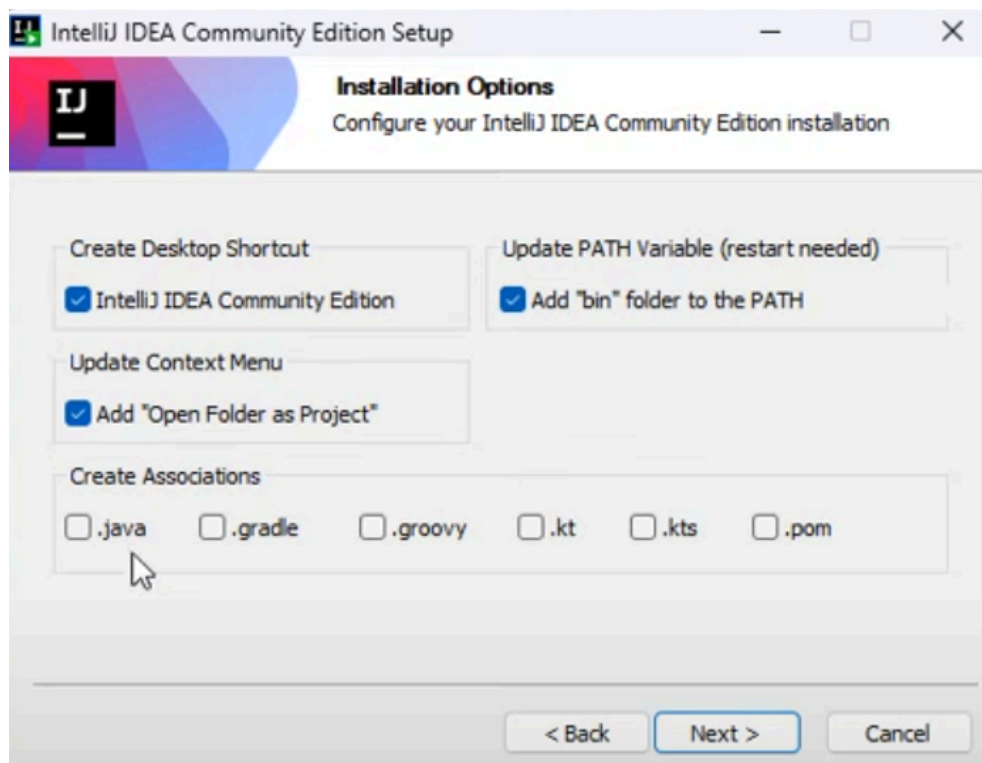 IntelliJ IDEA Community Edition Setup
IJ
Installation Options
Configure your IntelliJ IDEA Community Edition installation
Create Desktop Shortcut
IntelliJ IDEA Community Edition
Update PATH Variable (restart needed)
Add "bin" folder to the PATH
Update Context Menu
Add "Open Folder as Project"
Create Associations
.java .gradle .groovy .kt .kts .pom
< Back Next > Cancel